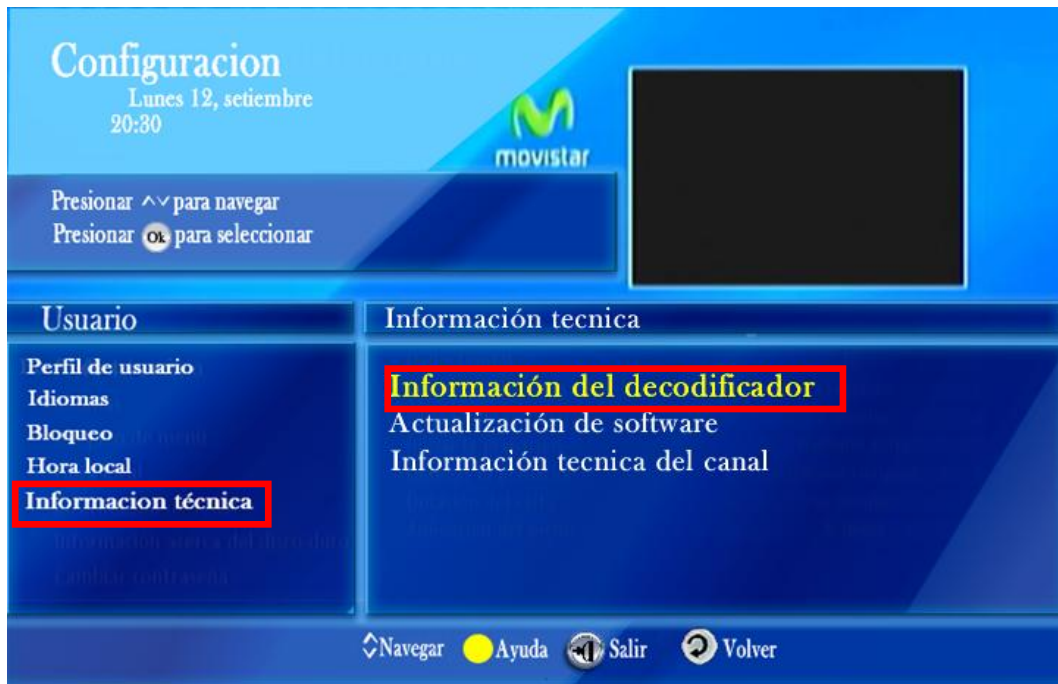 Configuracion
Lunes 12, setiembre
20:30
movistar
Presionar ^˅ para navegar
Presionar Ok para seleccionar
Usuario
Perfil de usuario
Idiomas
Bloqueo
Hora local
Informacion técnica
Información tecnica
Información del decodificador
Actualización de software
Información tecnica del canal
Navegar Ayuda Salir Volver